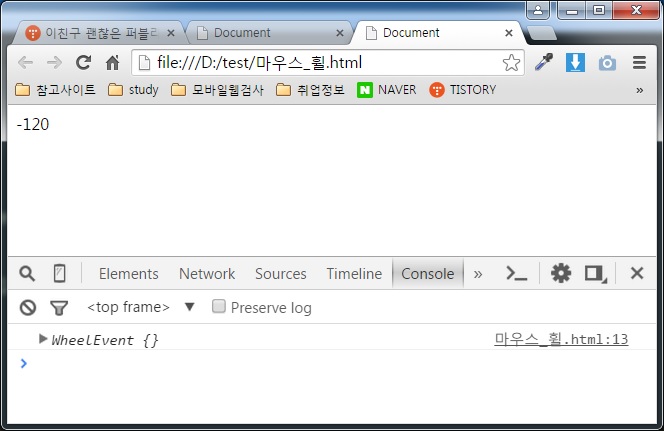 이친구 괜찮은 퍼블리
Document
Document
file:///D:/test/마우스_휠.html
참고사이트
study
모바일웹검사
취업정보
NAVER
TISTORY
»
-120
Elements
Network
Sources
Timeline
Console
»
<top frame>
Preserve log
WheelEvent {}
마우스_휠.html:13